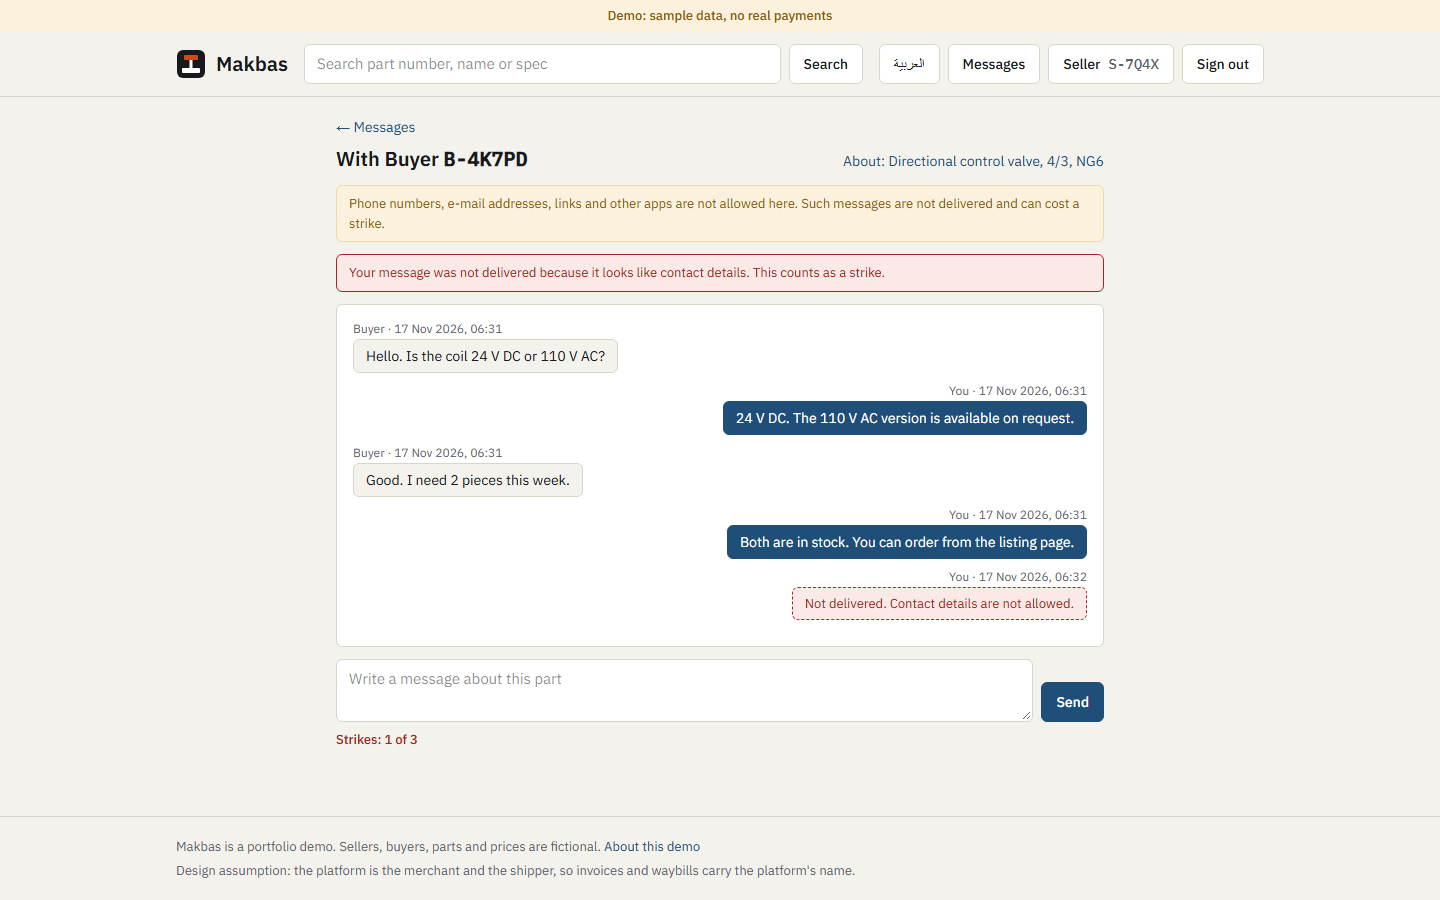 Demo: sample data, no real payments
Makbas
Search part number, name or spec
Search
العربية
Messages
Seller S-7Q4X
Sign out
← Messages
With Buyer B-4K7PD
About: Directional control valve, 4/3, NG6
Phone numbers, e-mail addresses, links and other apps are not allowed here. Such messages are not delivered and can cost a
strike.
Your message was not delivered because it looks like contact details. This counts as a strike.
Buyer · 17 Nov 2026, 06:31
Hello. Is the coil 24 V DC or 110 V AC?
You · 17 Nov 2026, 06:31
24 V DC. The 110 V AC version is available on request.
Buyer · 17 Nov 2026, 06:31
Good. I need 2 pieces this week.
You · 17 Nov 2026, 06:31
Both are in stock. You can order from the listing page.
You · 17 Nov 2026, 06:32
Not delivered. Contact details are not allowed.
Write a message about this part
Send
Strikes: 1 of 3
Makbas is a portfolio demo. Sellers, buyers, parts and prices are fictional. About this demo
Design assumption: the platform is the merchant and the shipper, so invoices and waybills carry the platform's name.